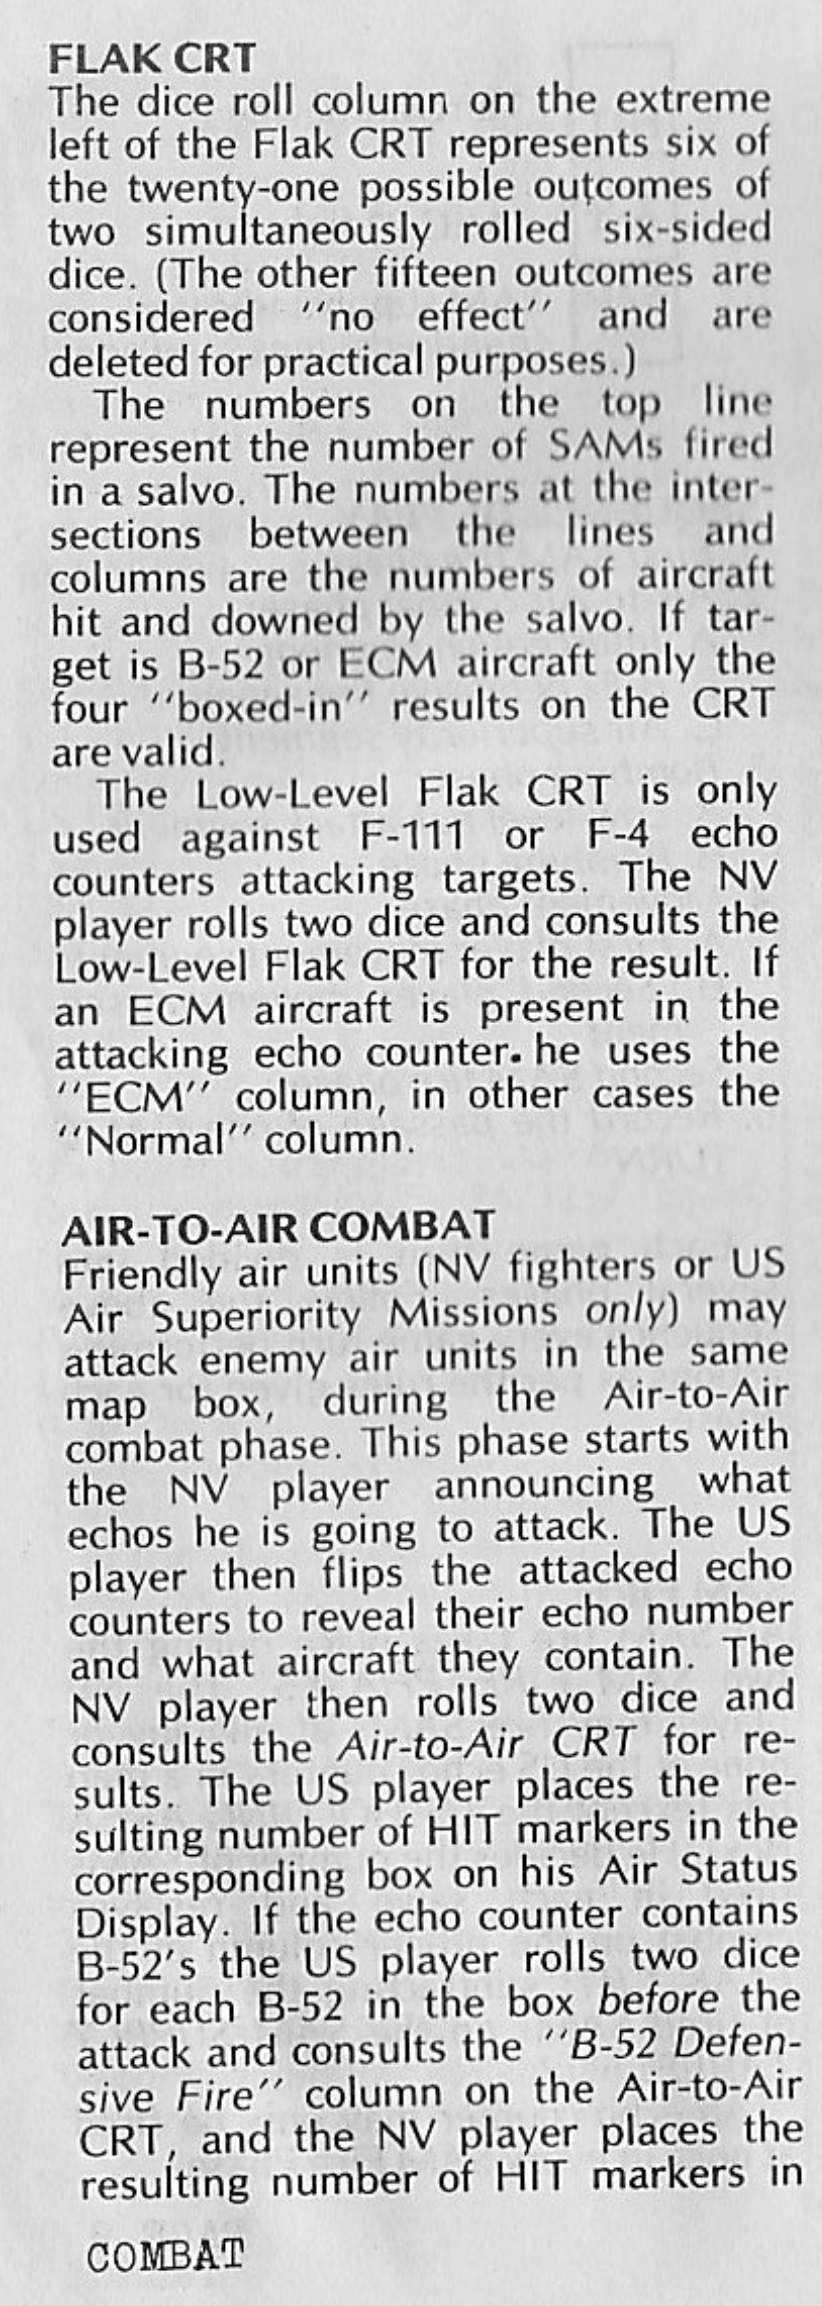 FLAK CRT
The dice roll column on the extreme
left of the Flak CRT represents six of
the twenty-one possible outcomes of
two simultaneously rolled six-sided
dice. (The other fifteen outcomes are
considered ''no effect'' and are
deleted for practical purposes.)
The numbers on the top line
represent the number of SAMs fired
in a salvo. The numbers at the inter-
sections between the lines and
columns are the numbers of aircraft
hit and downed by the salvo. If tar-
get is B-52 or ECM aircraft only the
four ''boxed-in'' results on the CRT
are valid.
The Low-Level Flak CRT is only
used against F-111 or F-4 echo
counters attacking targets. The NV
player rolls two dice and consults the
Low-Level Flak CRT for the result. If
an ECM aircraft is present in the
attacking echo counter. he uses the
''ECM'' column, in other cases the
''Normal'' column.
AIR-TO-AIR COMBAT
Friendly air units (NV fighters or US
Air Superiority Missions only) may
attack enemy air units in the same
map box, during the Air-to-Air
combat phase. This phase starts with
the NV player announcing what
echos he is going to attack. The US
player then flips the attacked echo
counters to reveal their echo number
and what aircraft they contain. The
NV player then rolls two dice and
consults the Air-to-Air CRT for re-
sults. The US player places the re-
sulting number of HIT markers in the
corresponding box on his Air Status
Display. If the echo counter contains
B-52's the US player rolls two dice
for each B-52 in the box before the
attack and consults the ''B-52 Defen-
sive Fire'' column on the Air-to-Air
CRT, and the NV player places the
resulting number of HIT markers in
COMBAT